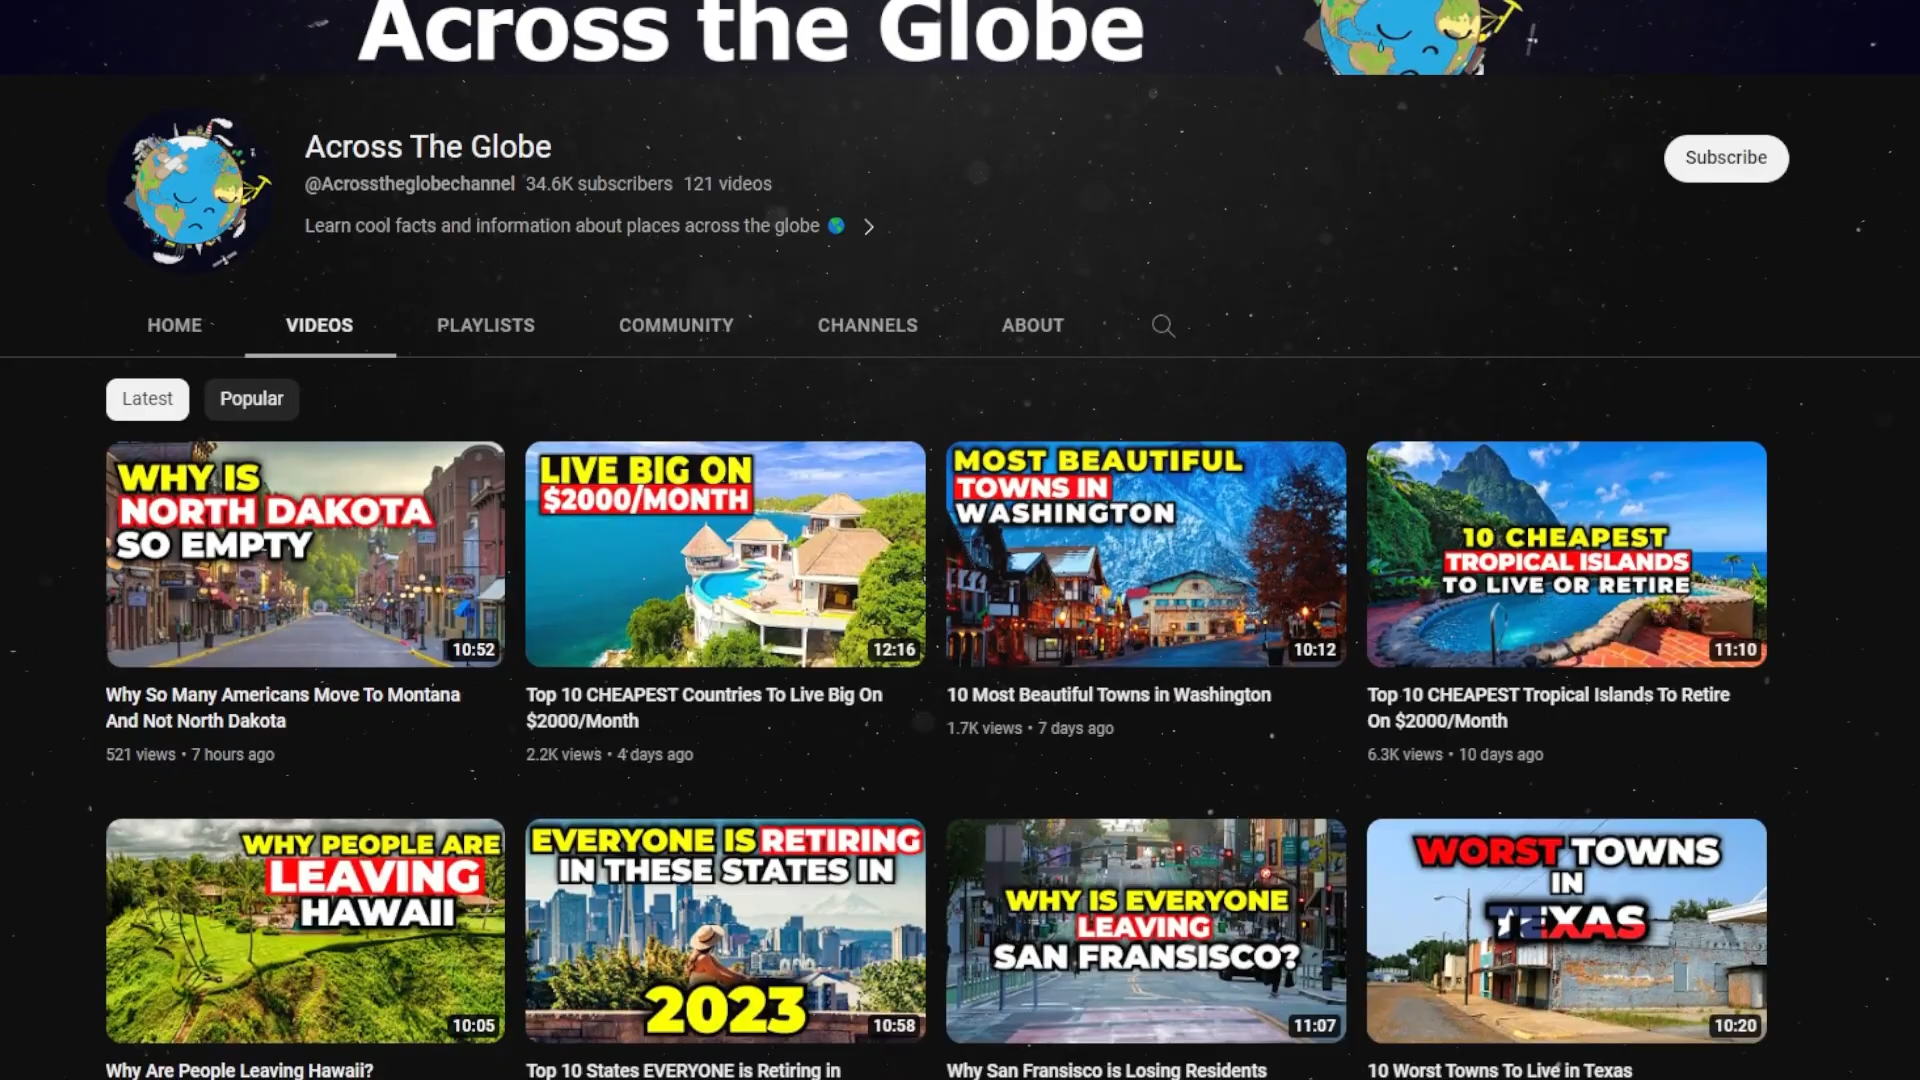 Across the Globe
Across The Globe
Subscribe
@Acrosstheglobechannel 34.6K subscribers 121 videos
Learn cool facts and information about places across the globe
HOME VIDEOS PLAYLISTS COMMUNITY CHANNELS ABOUT
Latest Popular
WHY IS
NORTH DAKOTA
SO EMPTY
10:52
LIVE BIG ON
$2000/MONTH
12:16
MOST BEAUTIFUL
TOWNS IN
WASHINGTON
10:12
10 CHEAPEST
TROPICAL ISLANDS
TO LIVE OR RETIRE
11:10
Why So Many Americans Move To Montana
And Not North Dakota
521 views • 7 hours ago
Top 10 CHEAPEST Countries To Live Big On
$2000/Month
2.2K views • 4 days ago
10 Most Beautiful Towns in Washington
1.7K views • 7 days ago
Top 10 CHEAPEST Tropical Islands To Retire
On $2000/Month
6.3K views • 10 days ago
WHY PEOPLE ARE
LEAVING
HAWAII
10:05
EVERYONE IS RETIRING
IN THESE STATES IN
2023
10:58
WHY IS EVERYONE
LEAVING
SAN FRANSISCO?
11:07
WORST TOWNS
IN
TEXAS
10:20
Why Are People Leaving Hawaii?
Top 10 States EVERYONE is Retiring in
Why San Fransisco is Losing Residents
10 Worst Towns To Live in Texas